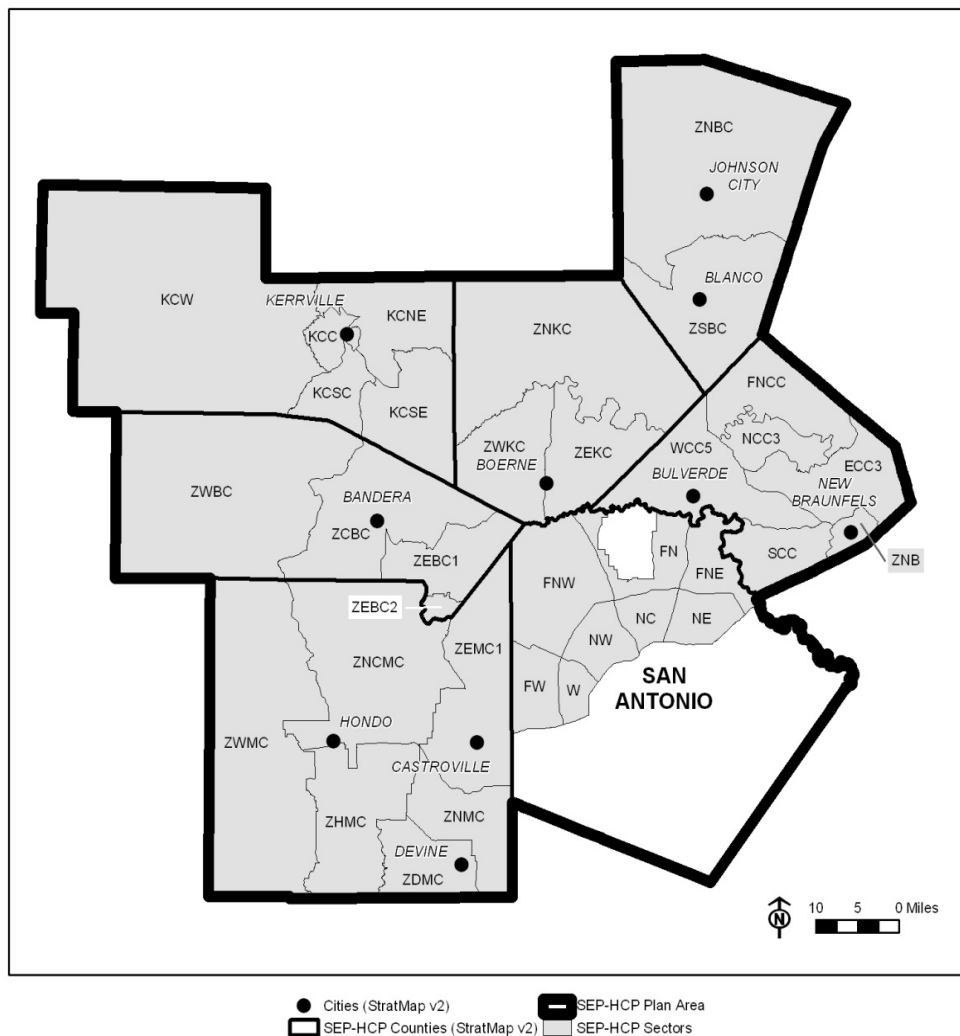 ZNBC
JOHNSON
CITY
BLANCO
ZSBC
KCW
KERRVILLE
KCNE
KCC
KCSC
KCSE
ZNKC
ZWKC
BOERNE
ZEKC
FNCC
NCC3
WCC5
BULVERDE
ECC3
NEW
BRAUNFELS
SCC
ZNB
ZWBC
BANDERA
ZCBC
ZEBC1
ZEBC2
FNW
FN
FNE
NW
NC
NE
FW
W
SAN
ANTONIO
ZNCMC
ZEMC1
ZWMC
HONDO
CASTROVILLE
ZHMC
ZNMC
DEVINE
ZDMC
N
10 5 0 Miles
Cities (StratMap v2)
SEP-HCP Plan Area
SEP-HCP Counties (StratMap v2)
SEP-HCP Sectors